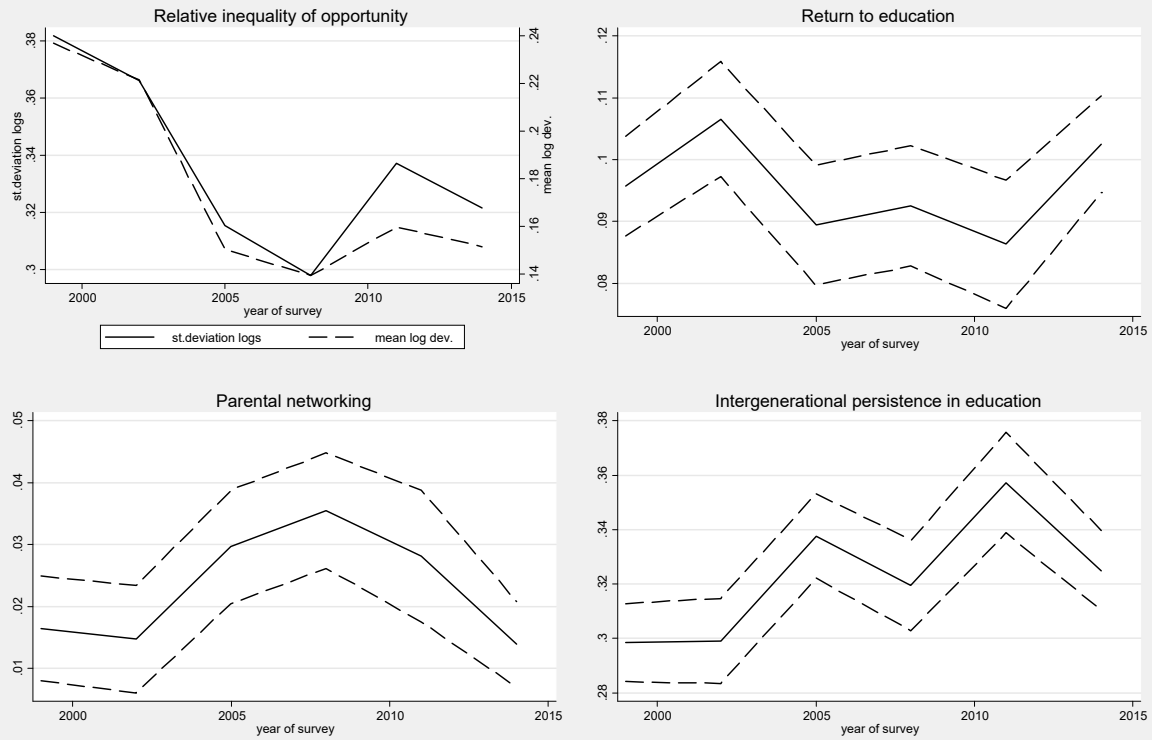 Relative inequality of opportunity
.38
.36
.34
.32
.3
st.deviation logs
.24
.22
.2
.18
.16
.14
mean log dev.
2000 2005 2010 2015
year of survey
st.deviation logs mean log dev.
Return to education
.12
.11
.1
.09
.08
2000 2005 2010 2015
year of survey
Parental networking
.05
.04
.03
.02
.01
2000 2005 2010 2015
year of survey
Intergenerational persistence in education
.38
.36
.34
.32
.3
.28
2000 2005 2010 2015
year of survey